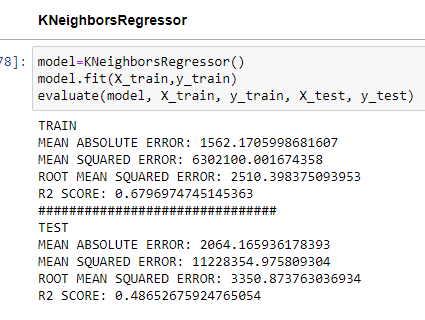 KNeighborsRegressor
78]: model=KNeighborsRegressor()
model.fit(X_train,y_train)
evaluate(model, X_train, y_train, X_test, y_test)
TRAIN
MEAN ABSOLUTE ERROR: 1562.1705998681607
MEAN SQUARED ERROR: 6302100.001674358
ROOT MEAN SQUARED ERROR: 2510.398375093953
R2 SCORE: 0.6796974745145363
###############################
TEST
MEAN ABSOLUTE ERROR: 2064.165936178393
MEAN SQUARED ERROR: 11228354.975809304
ROOT MEAN SQUARED ERROR: 3350.873763036934
R2 SCORE: 0.48652675924765054